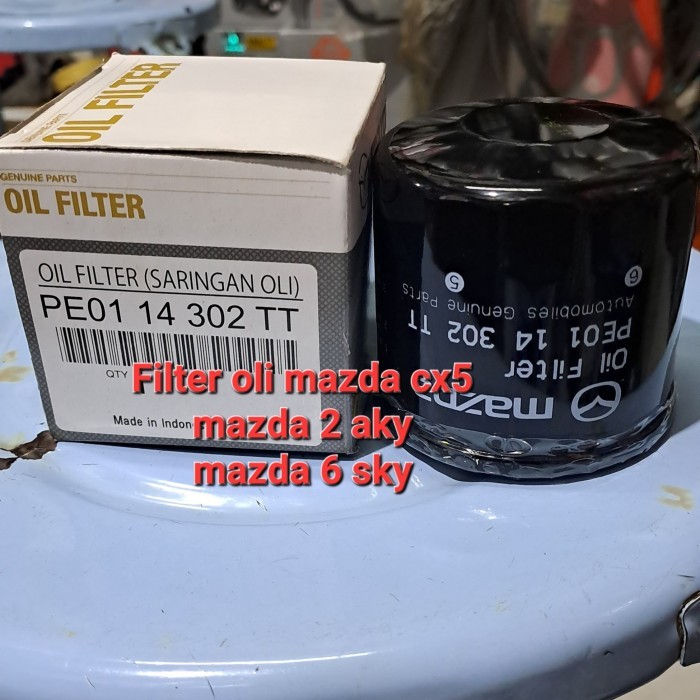 OIL FILTER
GENUINE PARTS
OIL FILTER
OIL FILTER (SARINGAN OLI)
PE01 14 302 TT
QTY
Made in Indon
mazda
Oil Filter
PE01 14 302 TT
Automobiles Genuine Parts
5
6
Filter oli mazda cx5
mazda 2 aky
mazda 6 sky